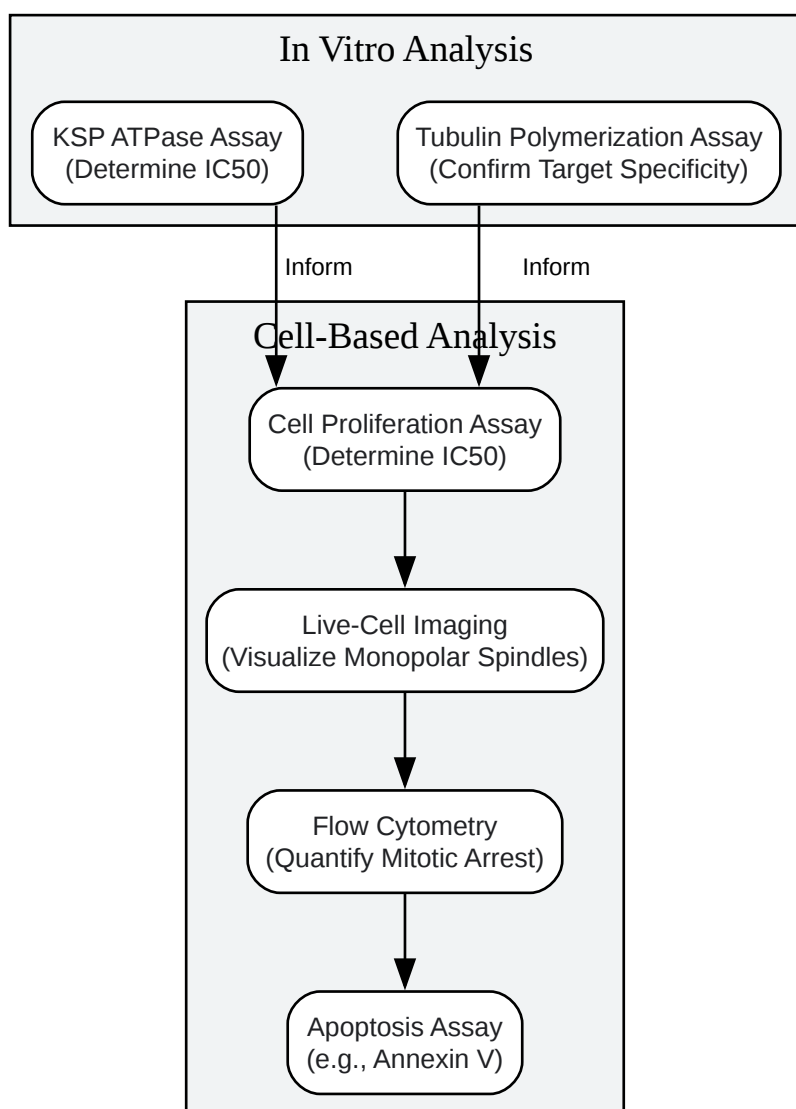 In Vitro Analysis
KSP ATPase Assay
(Determine IC50)
Tubulin Polymerization Assay
(Confirm Target Specificity)
Inform
Inform
Cell-Based Analysis
Cell Proliferation Assay
(Determine IC50)
Live-Cell Imaging
(Visualize Monopolar Spindles)
Flow Cytometry
(Quantify Mitotic Arrest)
Apoptosis Assay
(e.g., Annexin V)